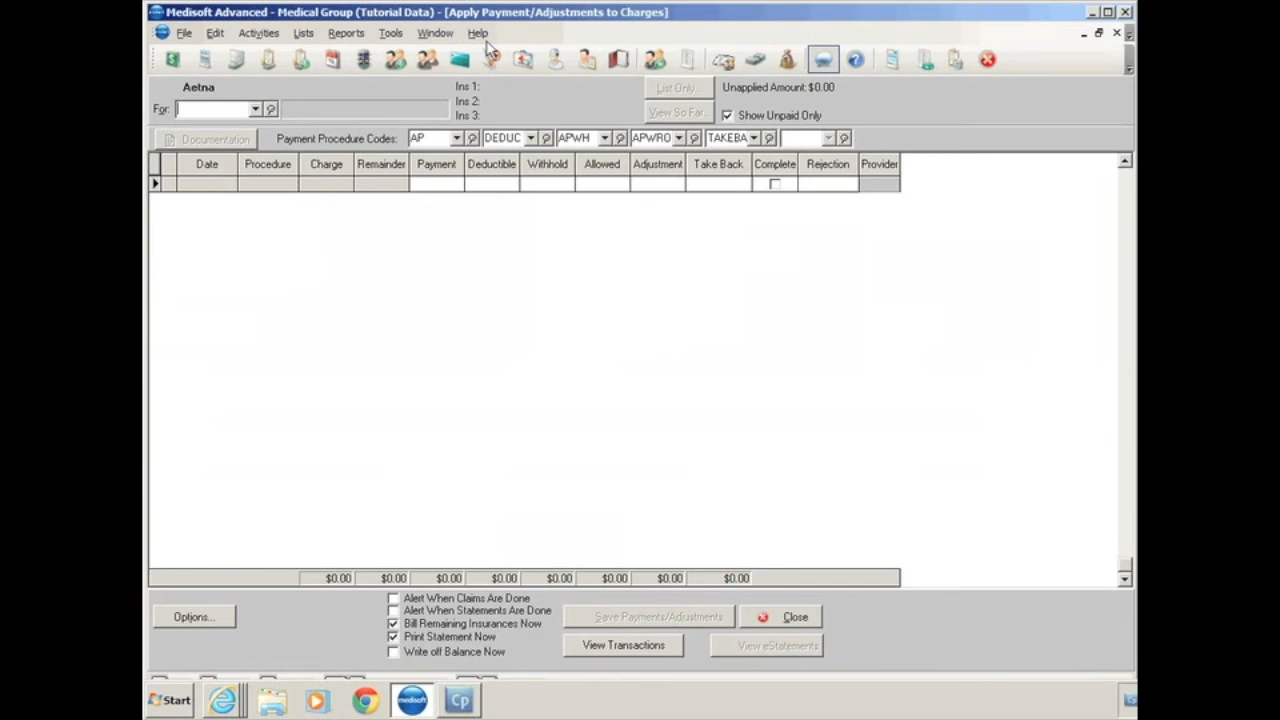 Medisoft Advanced - Medical Group (Tutorial Data) - [Apply Payment/Adjustments to Charges]
File Edit Activities Lists Reports Tools Window Help
Aetna
Ins 1:
Ins 2:
Ins 3:
List Only...
Unapplied Amount: $0.00
For:
View So Far...
Show Unpaid Only
Documentation
Payment Procedure Codes: AP DEDUC APWH APWRO TAKEBA
Date Procedure Charge Remainder Payment Deductible Withhold Allowed Adjustment Take Back Complete Rejection Provider
$0.00 $0.00 $0.00 $0.00 $0.00 $0.00 $0.00 $0.00
Alert When Claims Are Done
Alert When Statements Are Done
Bill Remaining Insurances Now
Print Statement Now
Write off Balance Now
Options...
Save Payments/Adjustments
Close
View Transactions
View eStatements
Start
medisoft
Cp